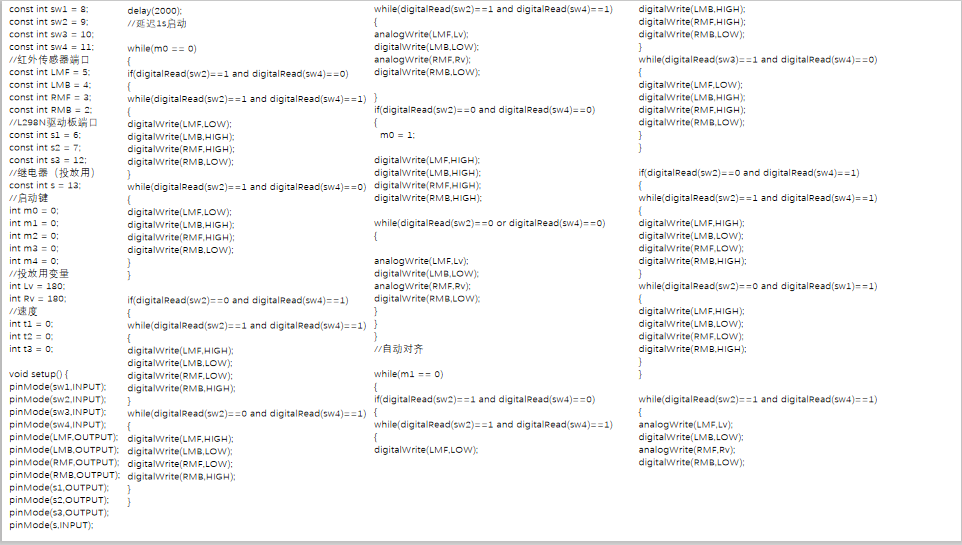 const int sw1 = 8;
const int sw2 = 9;
const int sw3 = 10;
const int sw4 = 11;
//红外传感器端口
const int LMF = 5;
const int LMB = 4;
const int RMF = 3;
const int RMB = 2;
//L298N驱动板端口
const int s1 = 6;
const int s2 = 7;
const int s3 = 12;
//继电器（投放用）
const int s = 13;
//启动键
int m0 = 0;
int m1 = 0;
int m2 = 0;
int m3 = 0;
int m4 = 0;
//投放用变量
int Lv = 180;
int Rv = 180;
//速度
int t1 = 0;
int t2 = 0;
int t3 = 0;
void setup() {
pinMode(sw1,INPUT);
pinMode(sw2,INPUT);
pinMode(sw3,INPUT);
pinMode(sw4,INPUT);
pinMode(LMF,OUTPUT);
pinMode(LMB,OUTPUT);
pinMode(RMF,OUTPUT);
pinMode(RMB,OUTPUT);
pinMode(s1,OUTPUT);
pinMode(s2,OUTPUT);
pinMode(s3,OUTPUT);
pinMode(s,INPUT);
delay(2000);
//延迟1s启动
while(m0 == 0)
{
if(digitalRead(sw2)==1 and digitalRead(sw4)==0)
{
while(digitalRead(sw2)==1 and digitalRead(sw4)==1)
{
digitalWrite(LMF,LOW);
digitalWrite(LMB,HIGH);
digitalWrite(RMF,HIGH);
digitalWrite(RMB,LOW);
}
while(digitalRead(sw2)==1 and digitalRead(sw4)==0)
{
digitalWrite(LMF,LOW);
digitalWrite(LMB,HIGH);
digitalWrite(RMF,HIGH);
digitalWrite(RMB,LOW);
}
}
if(digitalRead(sw2)==0 and digitalRead(sw4)==1)
{
while(digitalRead(sw2)==1 and digitalRead(sw4)==1)
{
digitalWrite(LMF,HIGH);
digitalWrite(LMB,LOW);
digitalWrite(RMF,LOW);
digitalWrite(RMB,HIGH);
}
while(digitalRead(sw2)==0 and digitalRead(sw4)==1)
{
digitalWrite(LMF,HIGH);
digitalWrite(LMB,LOW);
digitalWrite(RMF,LOW);
digitalWrite(RMB,HIGH);
}
}
while(digitalRead(sw2)==1 and digitalRead(sw4)==1)
{
analogWrite(LMF,Lv);
digitalWrite(LMB,LOW);
analogWrite(RMF,Rv);
digitalWrite(RMB,LOW);
}
if(digitalRead(sw2)==0 and digitalRead(sw4)==0)
{
m0 = 1;
digitalWrite(LMF,HIGH);
digitalWrite(LMB,HIGH);
digitalWrite(RMF,HIGH);
digitalWrite(RMB,HIGH);
while(digitalRead(sw2)==0 or digitalRead(sw4)==0)
{
analogWrite(LMF,Lv);
digitalWrite(LMB,LOW);
analogWrite(RMF,Rv);
digitalWrite(RMB,LOW);
}
}
}
//自动对齐
while(m1 == 0)
{
if(digitalRead(sw2)==1 and digitalRead(sw4)==0)
{
while(digitalRead(sw2)==1 and digitalRead(sw4)==1)
{
digitalWrite(LMF,LOW);
digitalWrite(LMB,HIGH);
digitalWrite(RMF,HIGH);
digitalWrite(RMB,LOW);
}
while(digitalRead(sw3)==1 and digitalRead(sw4)==0)
{
digitalWrite(LMF,LOW);
digitalWrite(LMB,HIGH);
digitalWrite(RMF,HIGH);
digitalWrite(RMB,LOW);
}
}
if(digitalRead(sw2)==0 and digitalRead(sw4)==1)
{
while(digitalRead(sw2)==1 and digitalRead(sw4)==1)
{
digitalWrite(LMF,HIGH);
digitalWrite(LMB,LOW);
digitalWrite(RMF,LOW);
digitalWrite(RMB,HIGH);
}
while(digitalRead(sw2)==0 and digitalRead(sw1)==1)
{
digitalWrite(LMF,HIGH);
digitalWrite(LMB,LOW);
digitalWrite(RMF,LOW);
digitalWrite(RMB,HIGH);
}
}
while(digitalRead(sw2)==1 and digitalRead(sw4)==1)
{
analogWrite(LMF,Lv);
digitalWrite(LMB,LOW);
analogWrite(RMF,Rv);
digitalWrite(RMB,LOW);